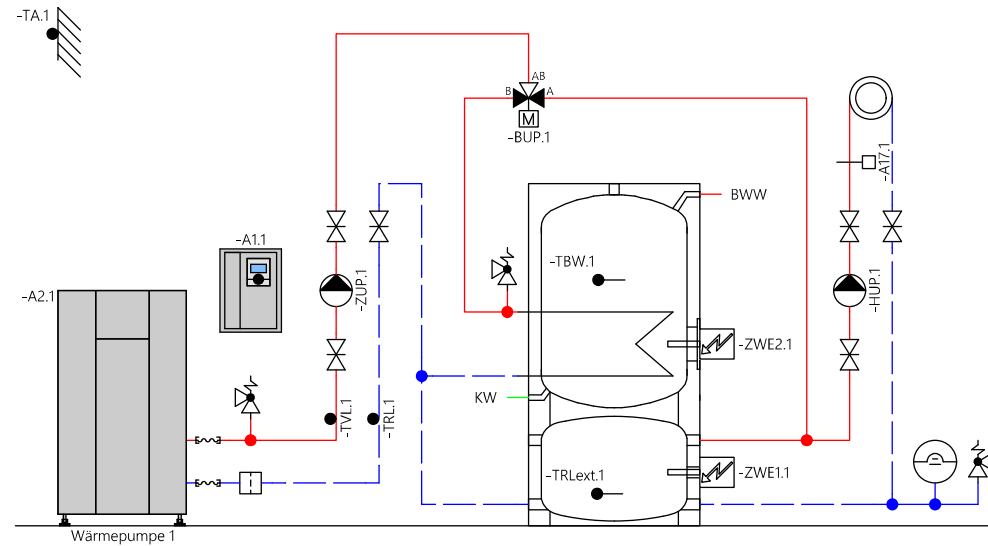 -TA.1
AB
B
A
M
-BUP.1
-A17.1
BWW
-A1.1
-TBW.1
-ZUP.1
-HUP.1
-A2.1
-ZWE2.1
KW
-TVL.1
-TRL.1
-TRLext.1
-ZWE1.1
Wärmepumpe 1